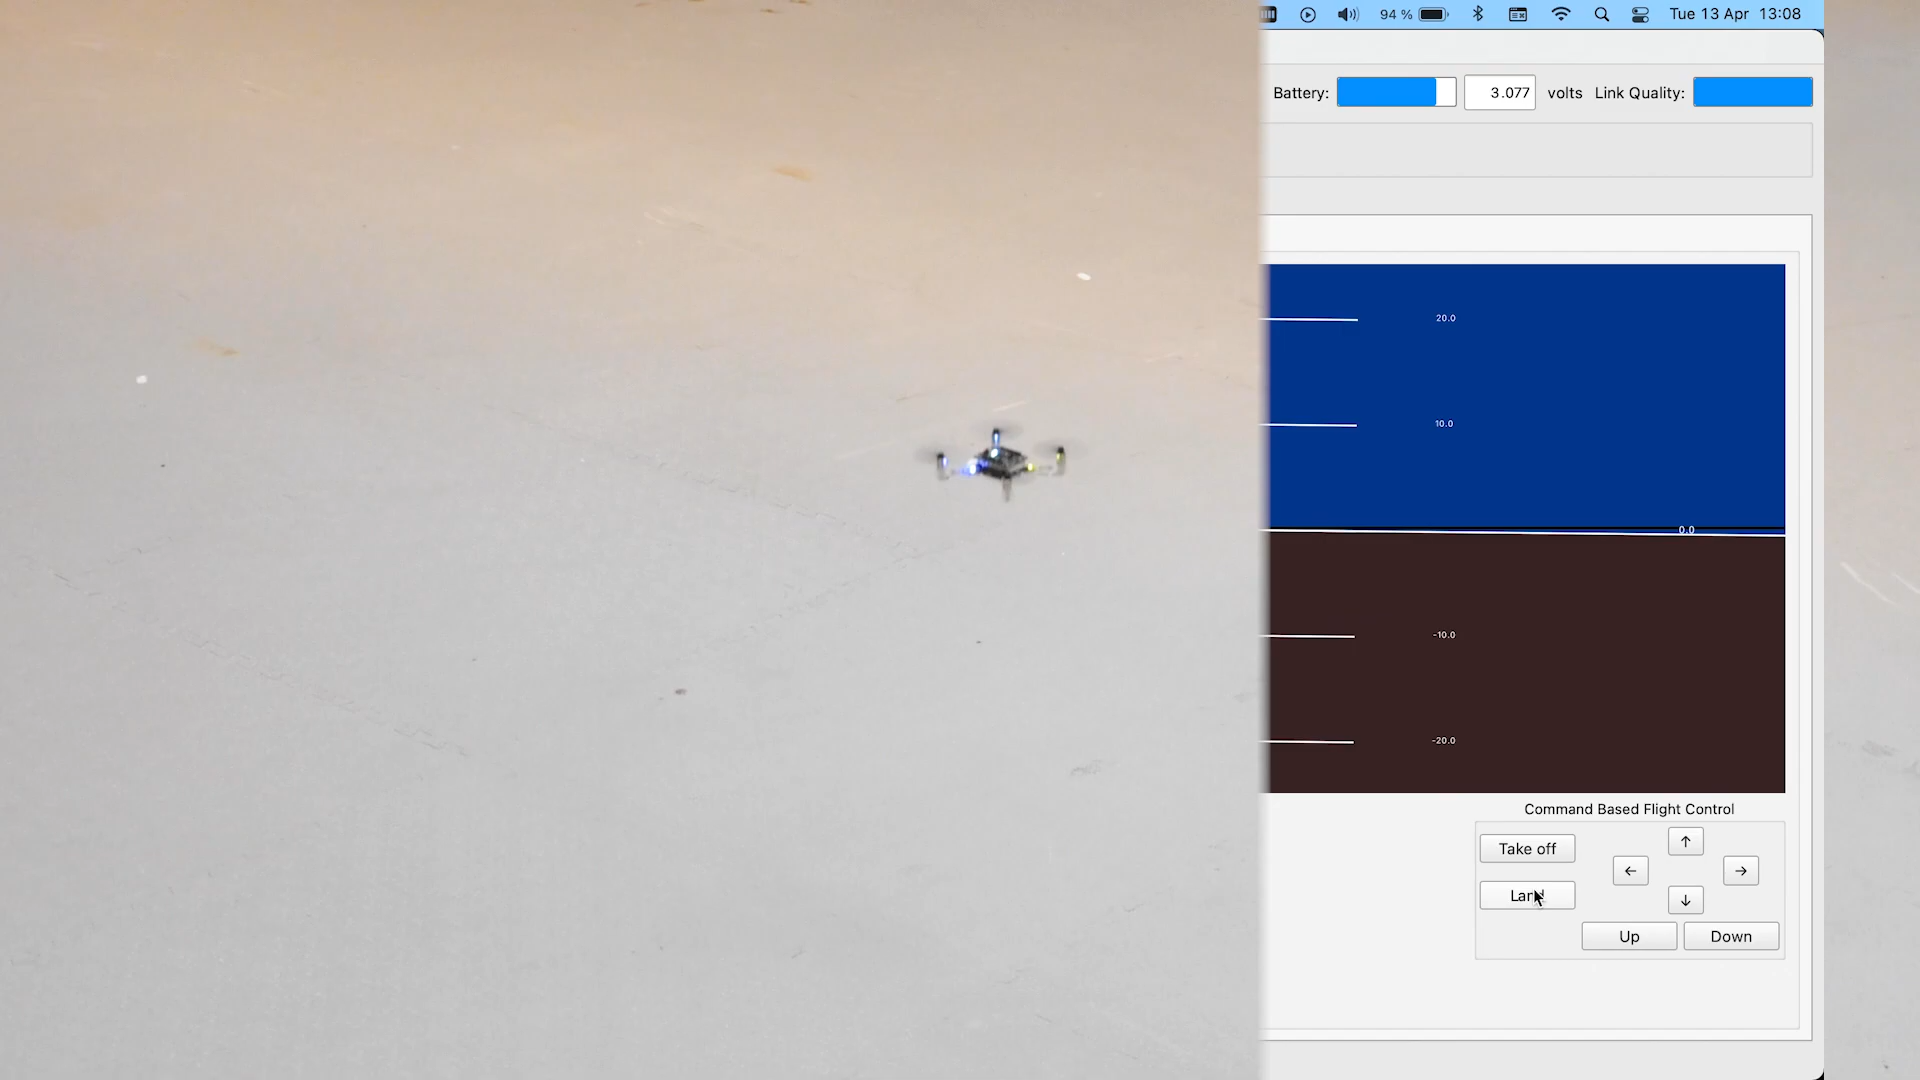 94 % Tue 13 Apr 13:08
Battery: 3.077 volts Link Quality:
20.0
10.0
0.0
-10.0
-20.0
Command Based Flight Control
Take off
↑
← →
Land
↓
Up Down